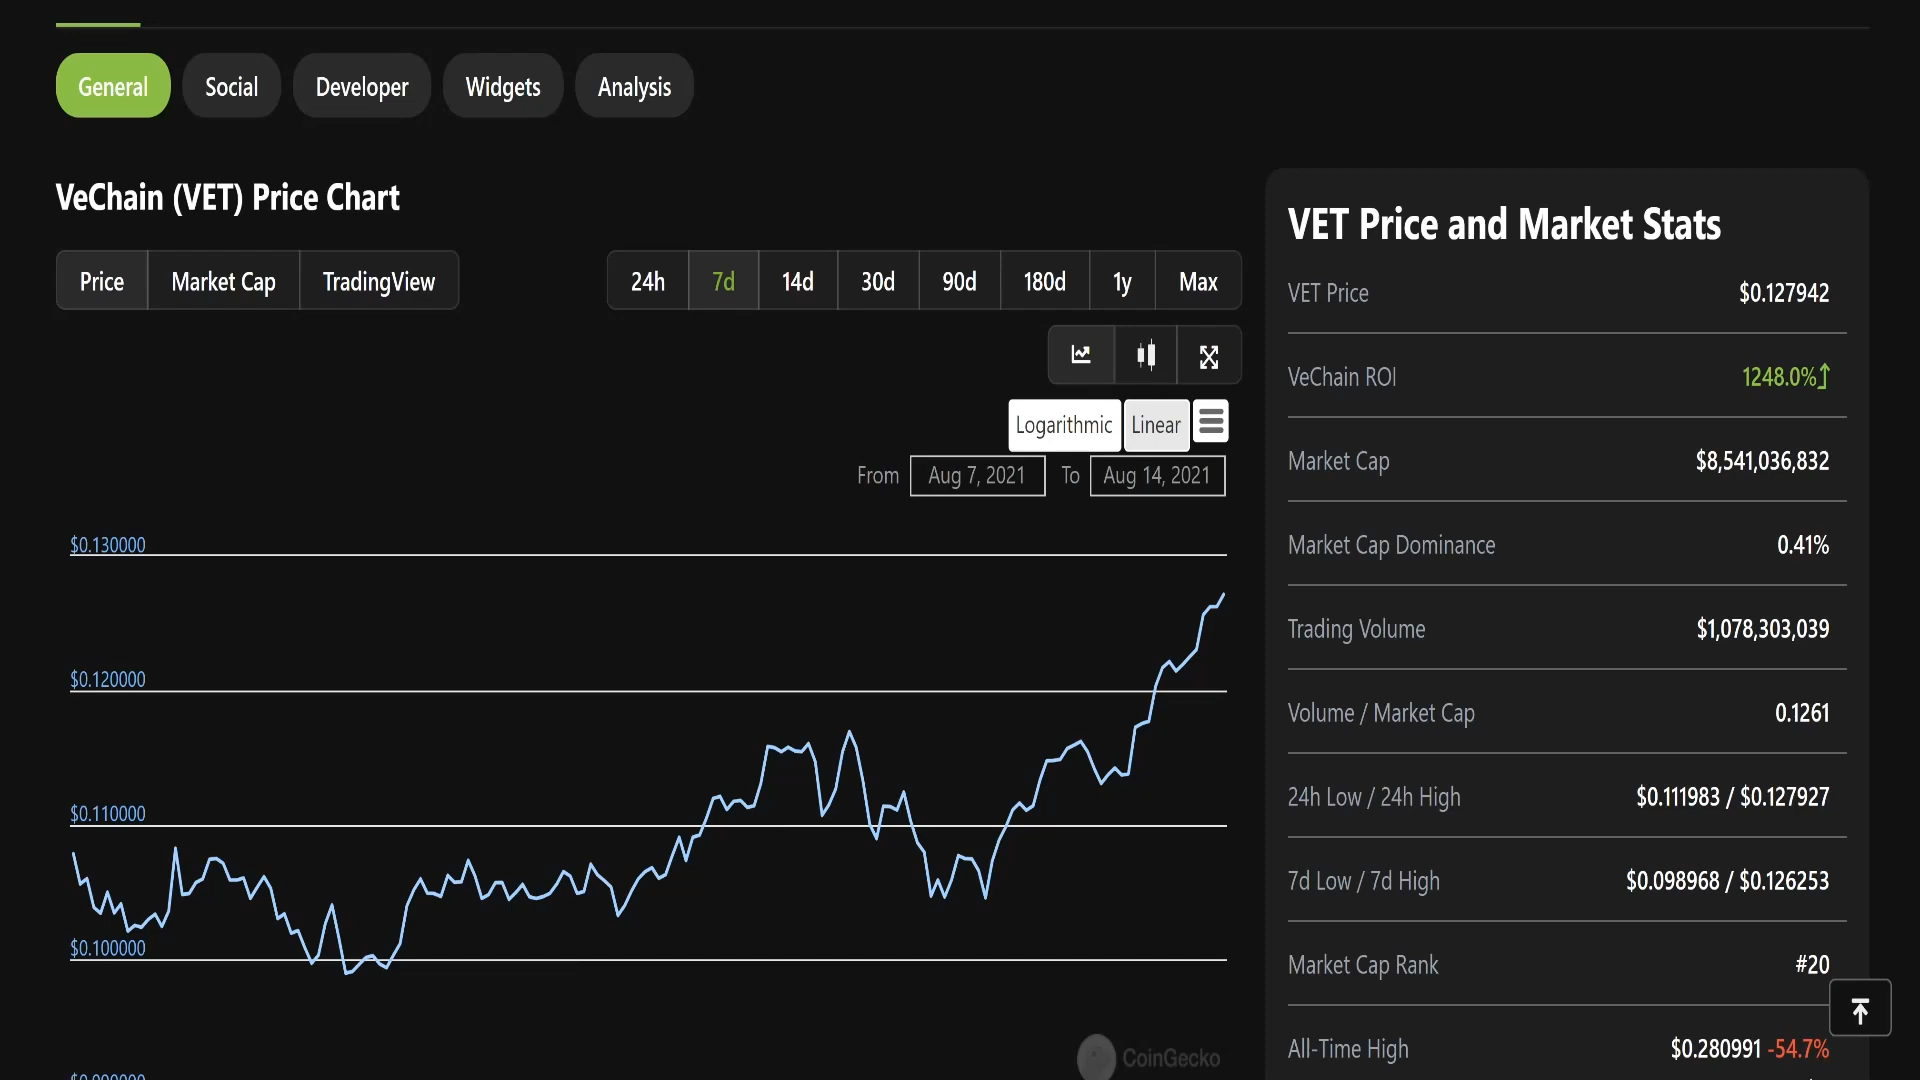 General
Social
Developer
Widgets
Analysis
VeChain (VET) Price Chart
Price
Market Cap
TradingView
24h
7d
14d
30d
90d
180d
1y
Max
Logarithmic
Linear
From Aug 7, 2021 To Aug 14, 2021
$0.130000
$0.120000
$0.110000
$0.100000
CoinGecko
VET Price and Market Stats
VET Price $0.127942
VeChain ROI 1248.0%
Market Cap $8,541,036,832
Market Cap Dominance 0.41%
Trading Volume $1,078,303,039
Volume / Market Cap 0.1261
24h Low / 24h High $0.111983 / $0.127927
7d Low / 7d High $0.098968 / $0.126253
Market Cap Rank #20
All-Time High $0.280991 -54.7%